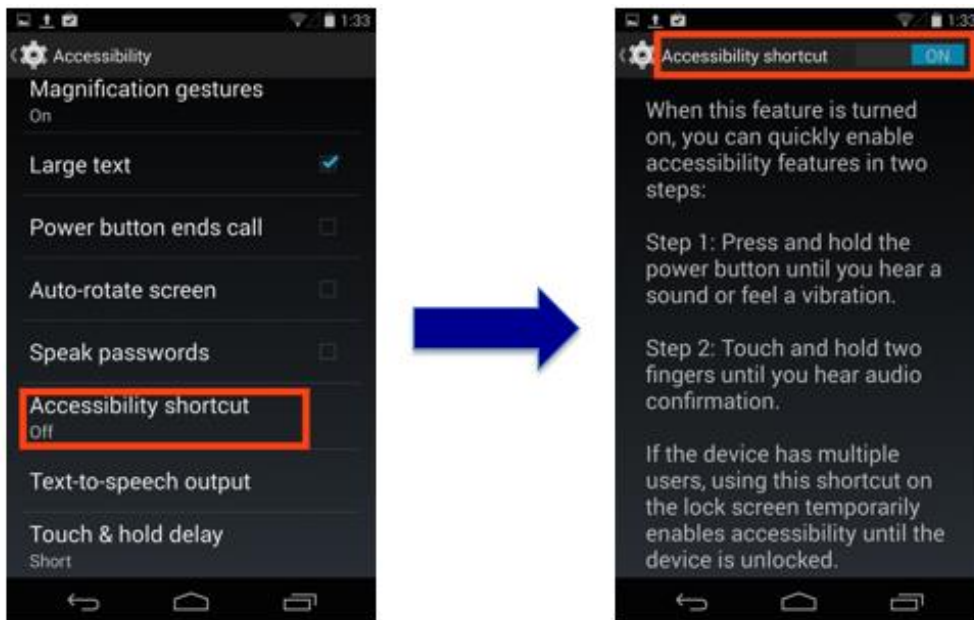 1:33
Accessibility
Magnification gestures
On
Large text
Power button ends call
Auto-rotate screen
Speak passwords
Accessibility shortcut
Off
Text-to-speech output
Touch & hold delay
Short
1:33
Accessibility shortcut ON
When this feature is turned
on, you can quickly enable
accessibility features in two
steps:
Step 1: Press and hold the
power button until you hear a
sound or feel a vibration.
Step 2: Touch and hold two
fingers until you hear audio
confirmation.
If the device has multiple
users, using this shortcut on
the lock screen temporarily
enables accessibility until the
device is unlocked.